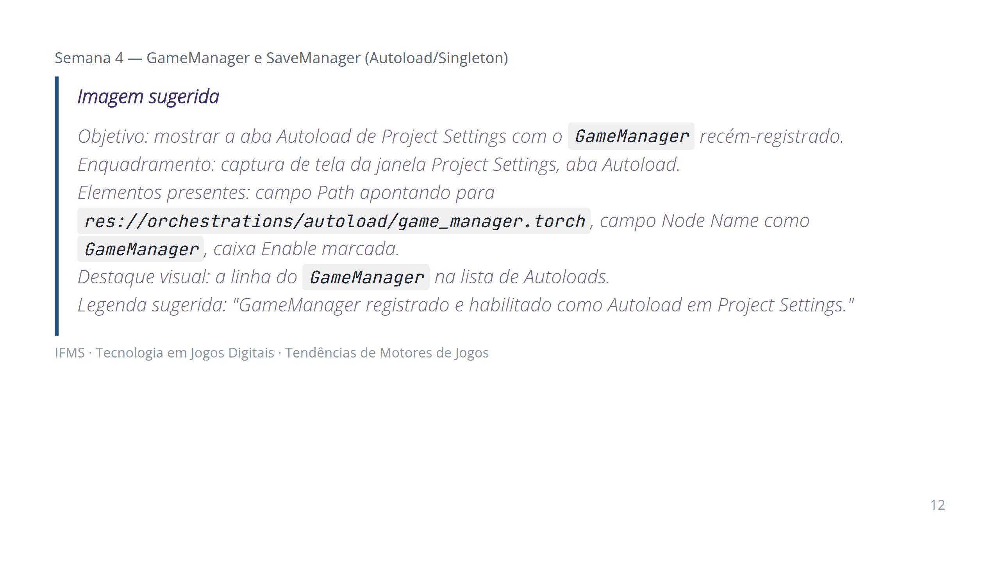 Semana 4 — GameManager e SaveManager (Autoload/Singleton)
Imagem sugerida
Objetivo: mostrar a aba Autoload de Project Settings com o GameManager recém-registrado.
Enquadramento: captura de tela da janela Project Settings, aba Autoload.
Elementos presentes: campo Path apontando para
res://orchestrations/autoload/game_manager.torch, campo Node Name como
GameManager, caixa Enable marcada.
Destaque visual: a linha do GameManager na lista de Autoloads.
Legenda sugerida: "GameManager registrado e habilitado como Autoload em Project Settings."
IFMS · Tecnologia em Jogos Digitais · Tendências de Motores de Jogos
12